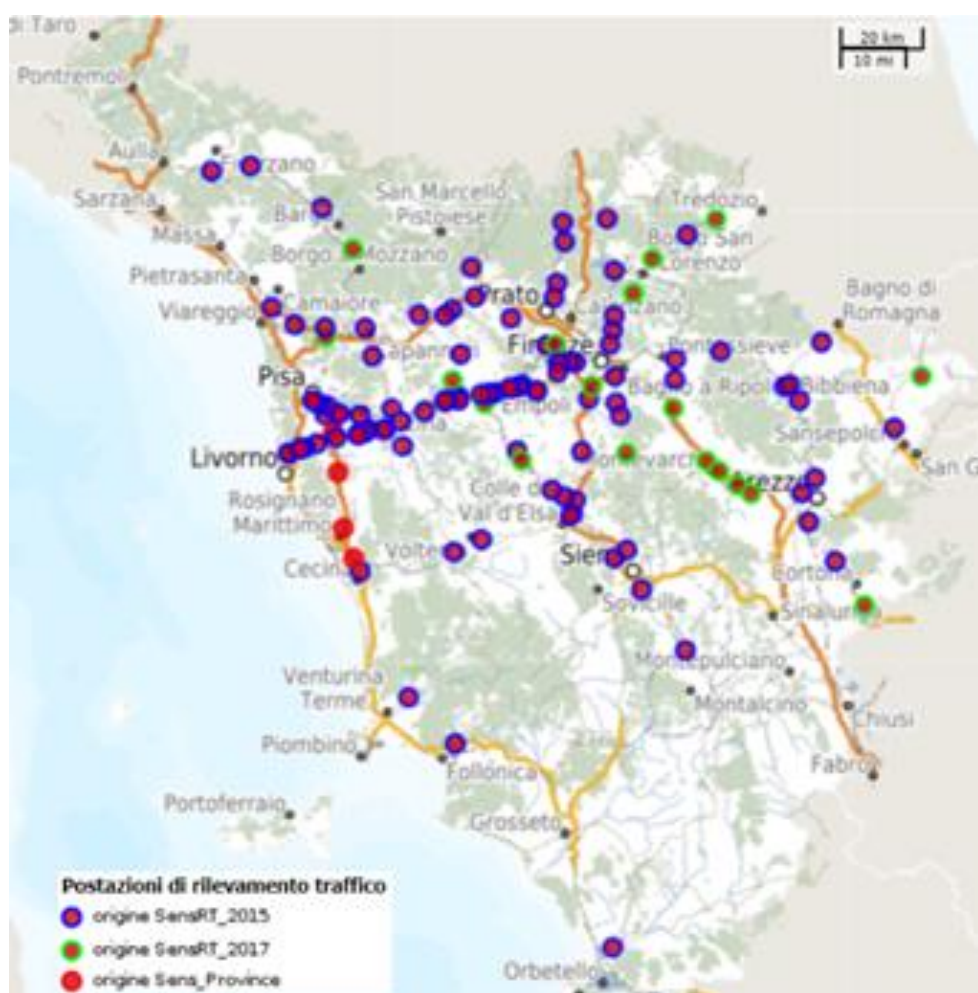 di Taro
20 km
10 mi
Pontremoli
Aulla
Sarzana
San Marcello
Pistoiese
Tredozio
Massa
Borgo San
Lorenzo
Borgo
Mozzano
Pietrasanta
Bagno di
Romagna
Prato
Camaiore
Viareggio
Firenze
Pontassieve
Pisa
Bagno a Ripoli
Bibbiena
Empoli
Livorno
San G
Rosignano
Marittimo
Colle di
Val d'Elsa
Cecina
Siena
Cortona
Sovicille
Sinalunga
Venturina
Terme
Montepulciano
Montalcino
Chiusi
Piombino
Follonica
Fabro
Portoferraio
Grosseto
Postazioni di rilevamento traffico
origine SensRT_2015
origine SensRT_2017
origine Sens_Province
Orbetello